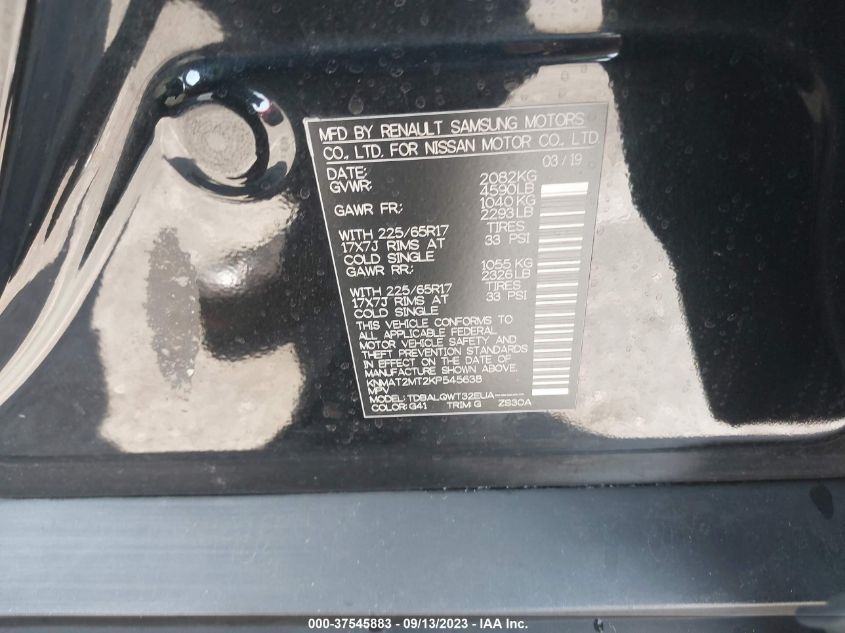 MFD BY RENAULT SAMSUNG MOTORS
CO., LTD. FOR NISSAN MOTOR CO., LTD.
03/19
DATE: 2082KG
GVWR: 4590LB
GAWR FR: 1040KG
2293LB
WITH 225/65R17 TIRES
17X7J RIMS AT 33 PSI
COLD SINGLE
GAWR RR: 1055 KG
2326LB
WITH 225/65R17 TIRES
17X7J RIMS AT 33 PSI
COLD SINGLE
THIS VEHICLE CONFORMS TO
ALL APPLICABLE FEDERAL
MOTOR VEHICLE SAFETY AND
THEFT PREVENTION STANDARDS
IN EFFECT ON THE DATE OF
MANUFACTURE SHOWN ABOVE.
KNMAT2MT2KP545638
MPV
MODEL: TDBALQWT32EUA-----
COLOR: G41 TRIM G ZS30A
000-37545883 - 09/13/2023 - IAA Inc.